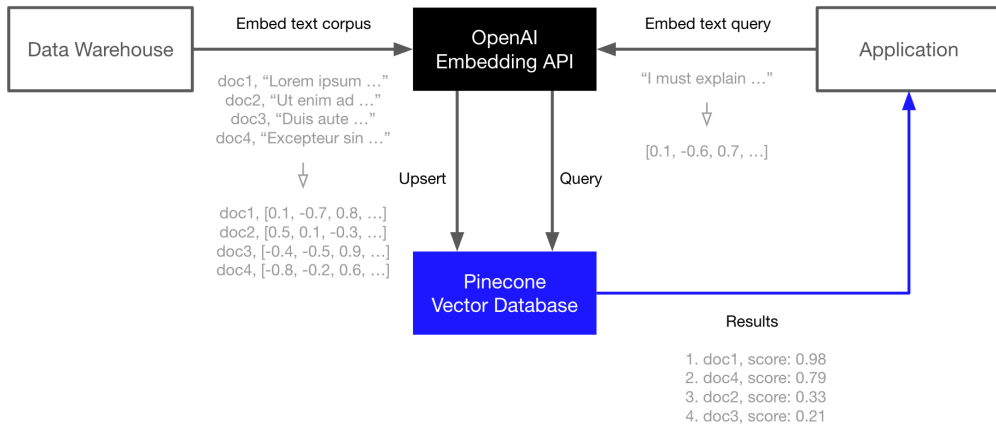 Data Warehouse
Embed text corpus
OpenAI
Embedding API
Embed text query
Application
doc1, “Lorem ipsum …”
doc2, “Ut enim ad …”
doc3, “Duis aute …”
doc4, “Excepteur sin …”
“I must explain …”
[0.1, -0.6, 0.7, …]
Upsert
Query
doc1, [0.1, -0.7, 0.8, …]
doc2, [0.5, 0.1, -0.3, …]
doc3, [-0.4, -0.5, 0.9, …]
doc4, [-0.8, -0.2, 0.6, …]
Pinecone
Vector Database
Results
1. doc1, score: 0.98
2. doc4, score: 0.79
3. doc2, score: 0.33
4. doc3, score: 0.21